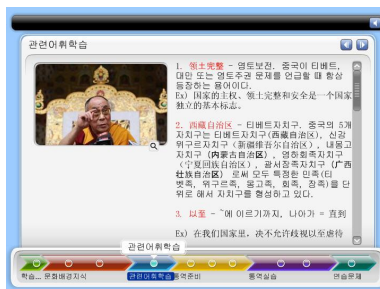 관련어휘학습
1. 领土完整 - 영토보전. 중국이 티베트,
대만 또는 영토주권 문제를 언급할 때 항상
등장하는 용어이다.
Ex) 国家的主权、领土完整和安全是一个国家
独立的基本标志。
2. 西藏自治区 - 티베트자치구. 중국의 5개
자치구는 티베트자치구(西藏自治区), 신강
위구르자치구 (新疆维吾尔自治区) , 내몽고
자치구 (内蒙古自治区) , 영하회족자치구
(宁夏回族自治区) , 광서장족자치구 (广西
壮族自治区) 로써 모두 특정한 민족(티
벳족, 위구르족, 몽고족, 회족, 장족)을 단
위로 해서 자치구를 형성하고 있다.
3. 以至 - ~에 이르기까지, 나아가 = 直到
Ex) 在我们国家里，决不允许歧视以至虐待
관련어휘학습
학습... 문화배경지식 관련어휘학습 통역준비 통역실습 연습문제